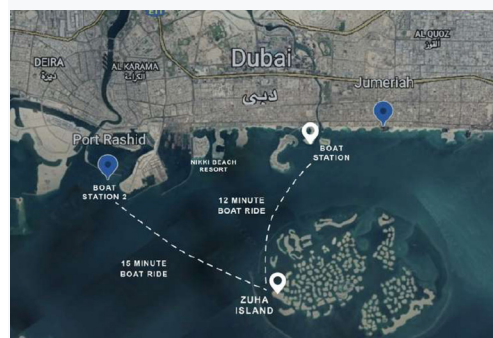 AL QUOZ
القوز
Dubai
دبي
DEIRA
ديرة
AL KARAMA
الكرامة
Jumeriah
Port Rashid
NIKKI BEACH
RESORT
BOAT
STATION
BOAT
STATION 2
12 MINUTE
BOAT RIDE
15 MINUTE
BOAT RIDE
ZUHA
ISLAND